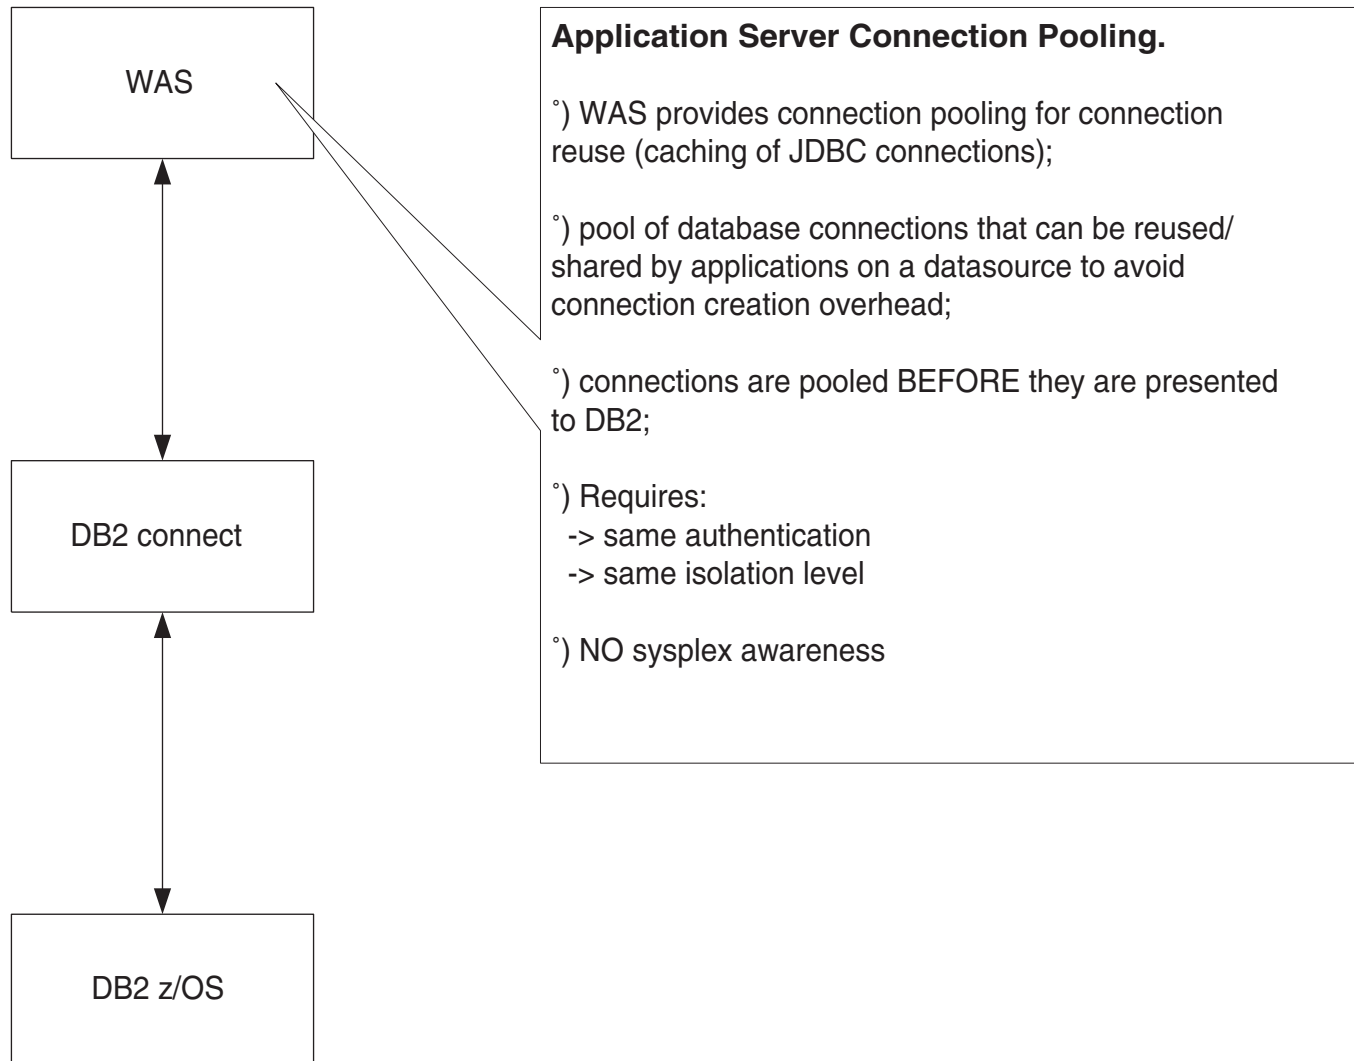 WAS
Application Server Connection Pooling.
˚) WAS provides connection pooling for connection
reuse (caching of JDBC connections);
˚) pool of database connections that can be reused/
shared by applications on a datasource to avoid
connection creation overhead;
˚) connections are pooled BEFORE they are presented
to DB2;
˚) Requires:
-> same authentication
-> same isolation level
˚) NO sysplex awareness
DB2 connect
DB2 z/OS